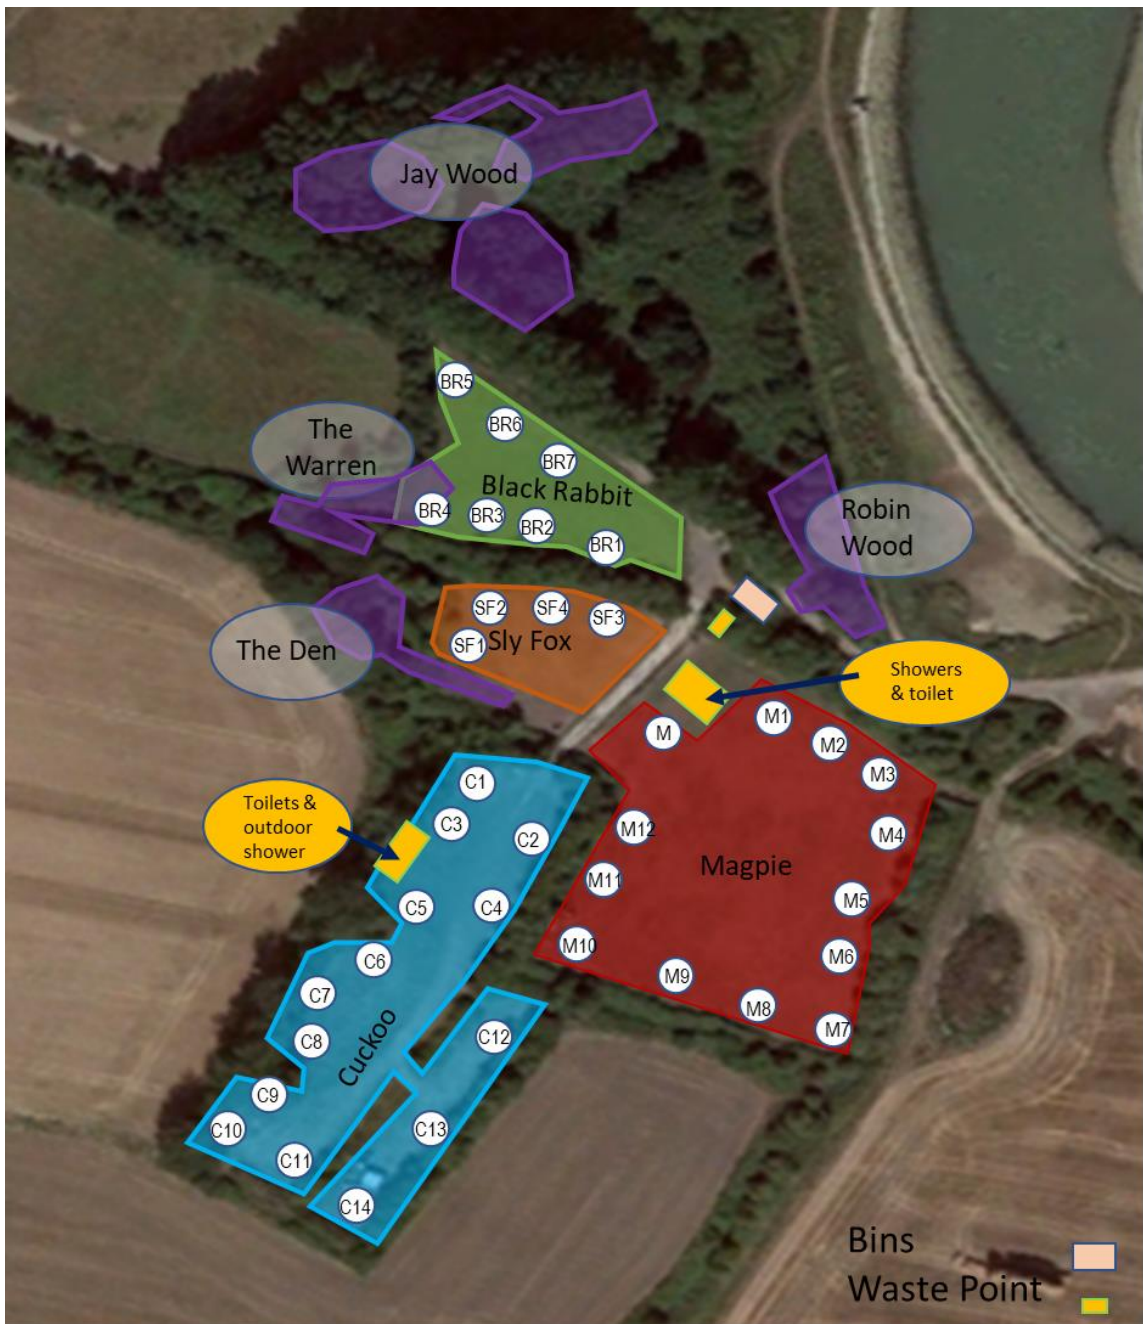 Jay Wood
BR5
The
Warren
BR6
BR7
Black Rabbit
BR4
BR3
BR2
BR1
Robin
Wood
SF2
SF4
SF3
SF1
Sly Fox
The Den
Showers
& toilet
M
M1
M2
M3
M4
M12
Magpie
M11
M5
M10
M6
M9
M8
M7
Toilets &
outdoor
shower
C1
C3
C2
C5
C4
C6
C7
C8
Cuckoo
C12
C9
C10
C13
C11
C14
Bins
Waste Point